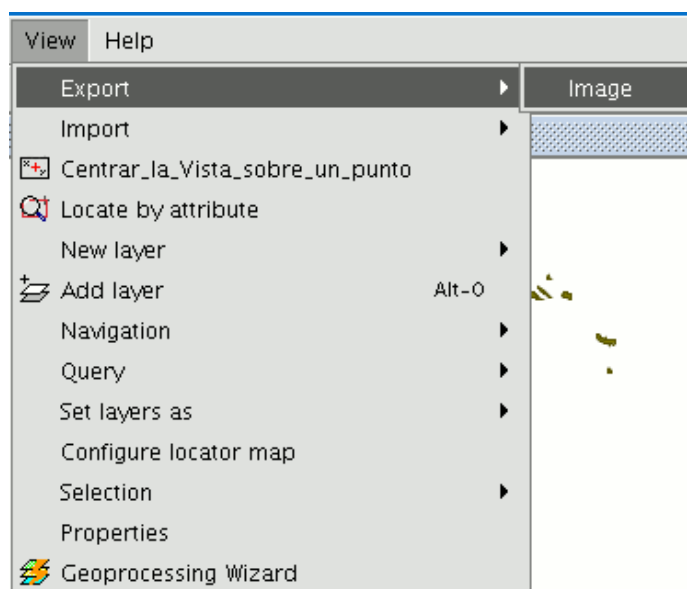 View Help
Export Image
Import
Centrar_la_Vista_sobre_un_punto
Locate by attribute
New layer
Add layer Alt-O
Navigation
Query
Set layers as
Configure locator map
Selection
Properties
Geoprocessing Wizard